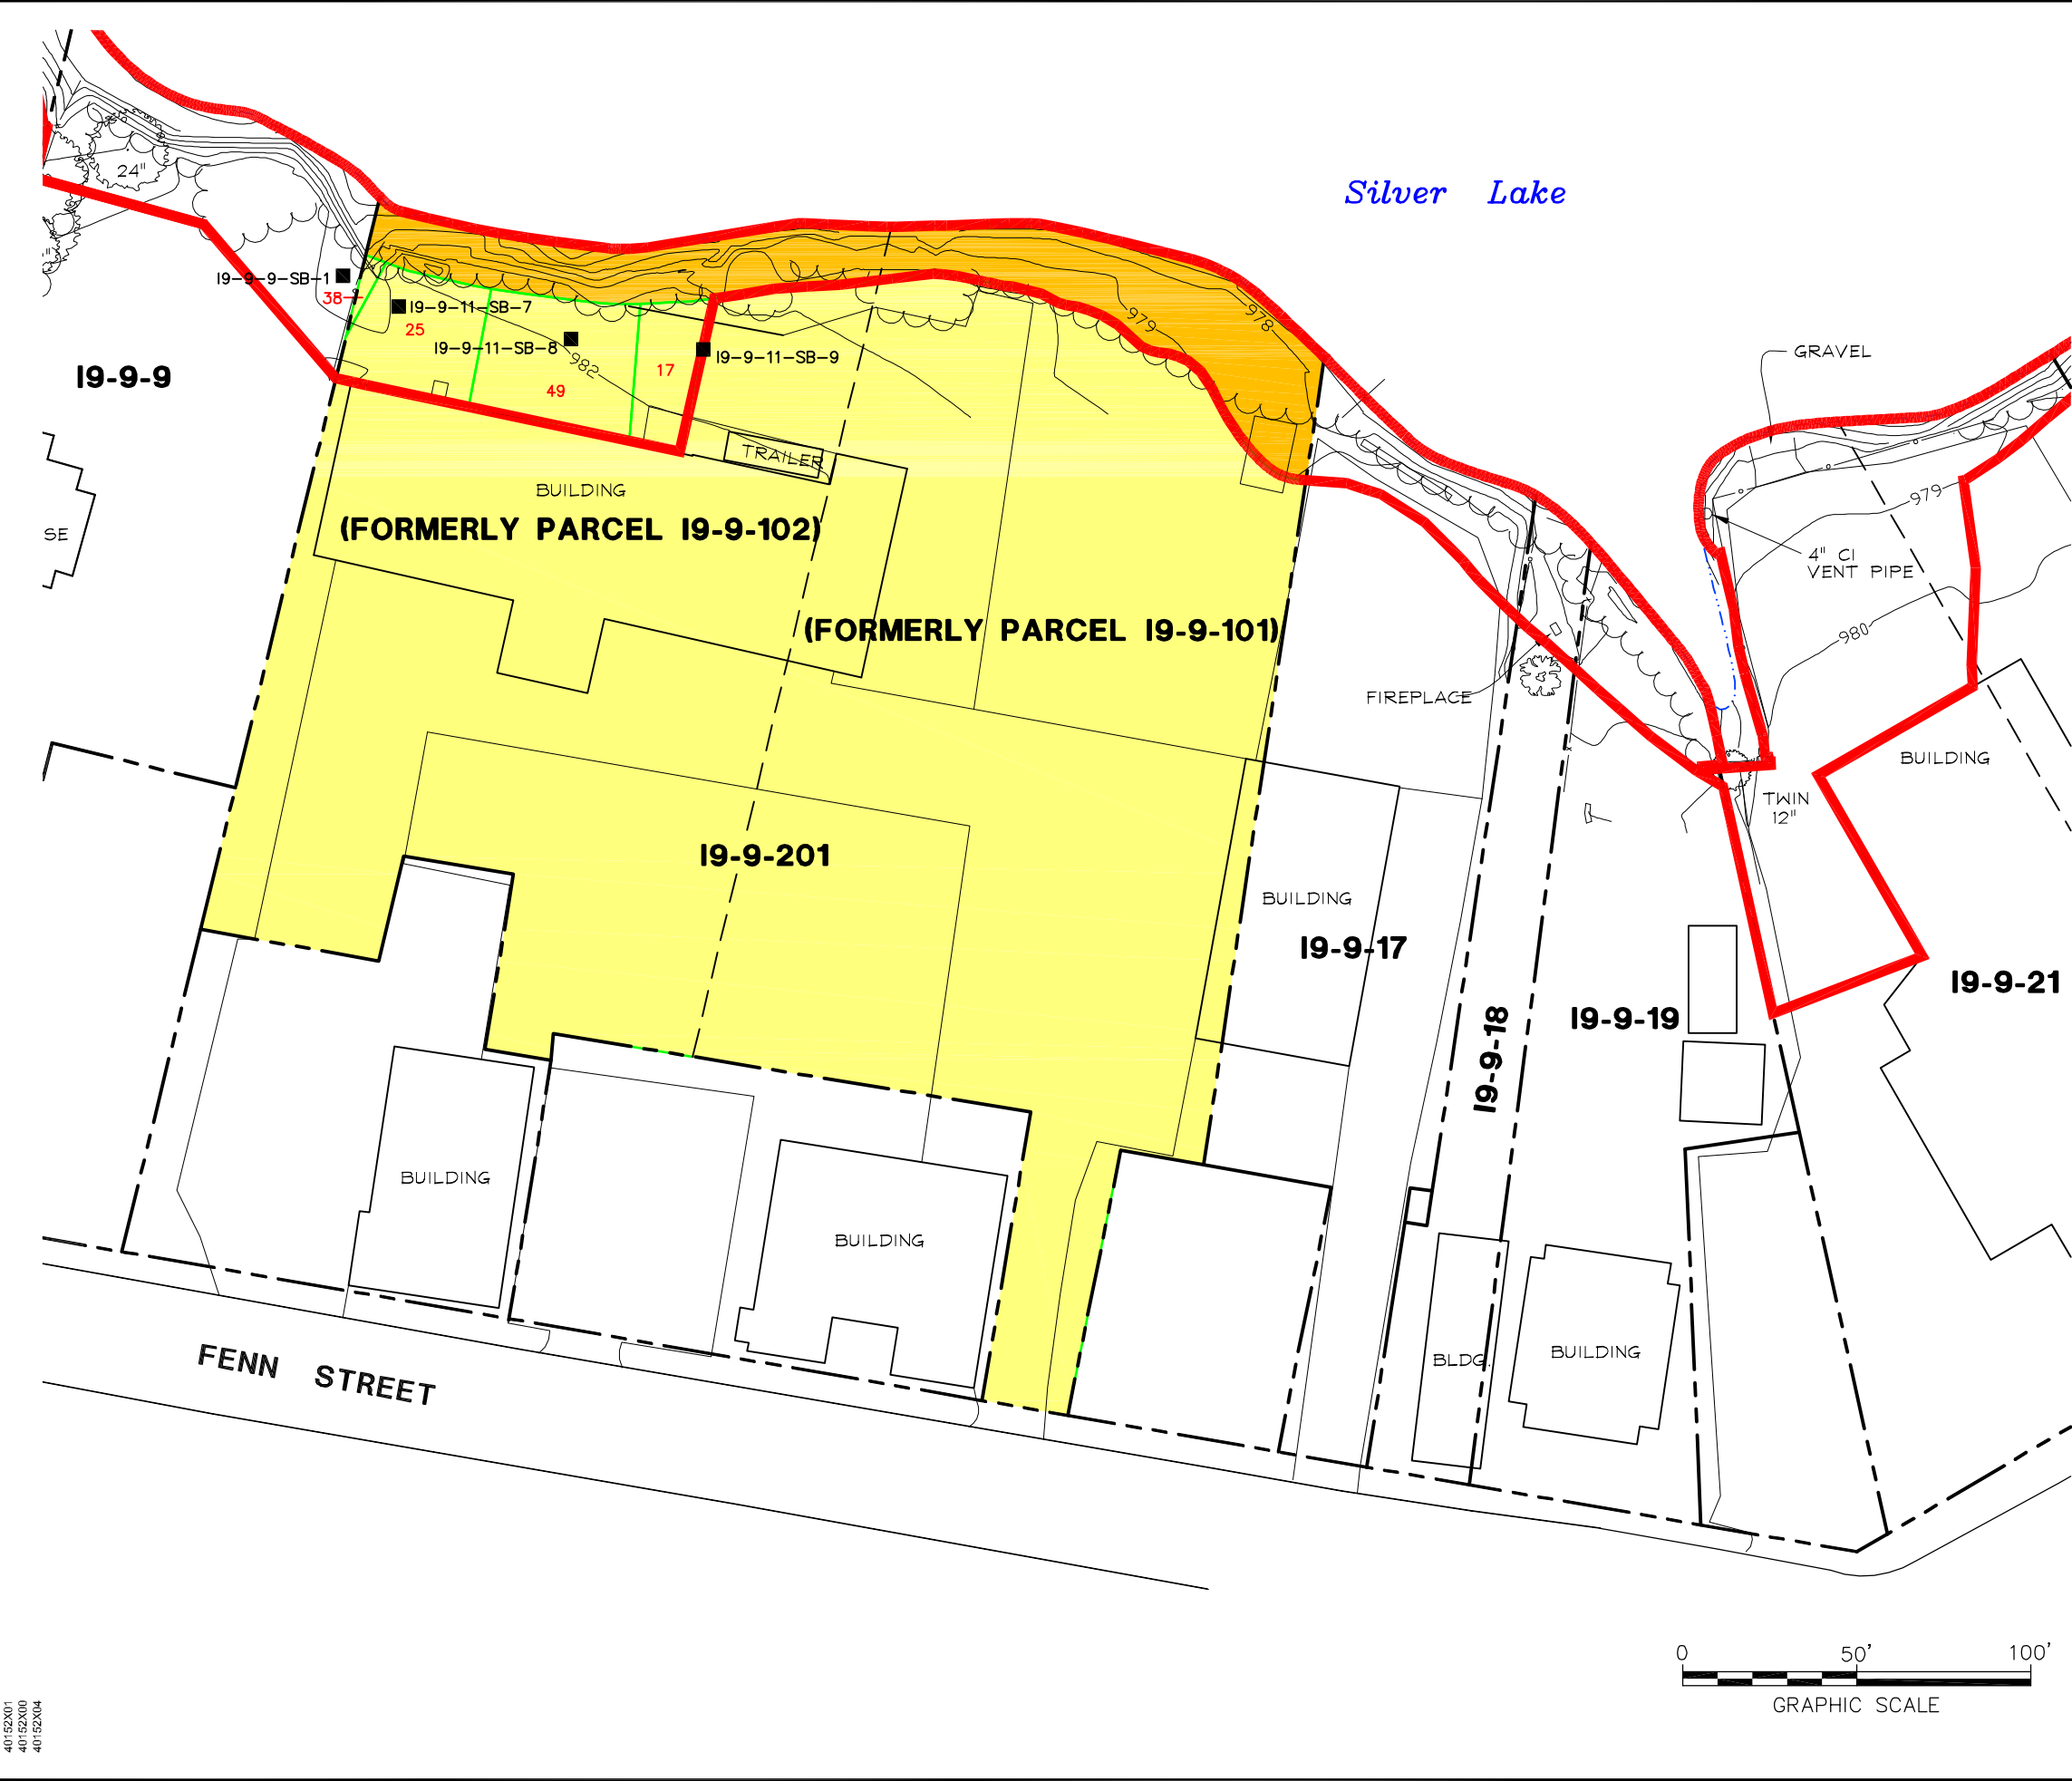 24"
Silver Lake
I9-9-9-SB-1
38
I9-9-11-SB-7
25
I9-9-11-SB-8
982
49
17
I9-9-11-SB-9
979
978
GRAVEL
I9-9-9
TRAILER
BUILDING
(FORMERLY PARCEL I9-9-102)
SE
979
4" CI
VENT PIPE
(FORMERLY PARCEL I9-9-101)
980
FIREPLACE
BUILDING
TWIN
12"
I9-9-201
BUILDING
I9-9-17
I9-9-18
I9-9-19
I9-9-21
BUILDING
BUILDING
BLDG.
BUILDING
FENN STREET
0 50' 100'
GRAPHIC SCALE
40152X01
40152X00
40152X04